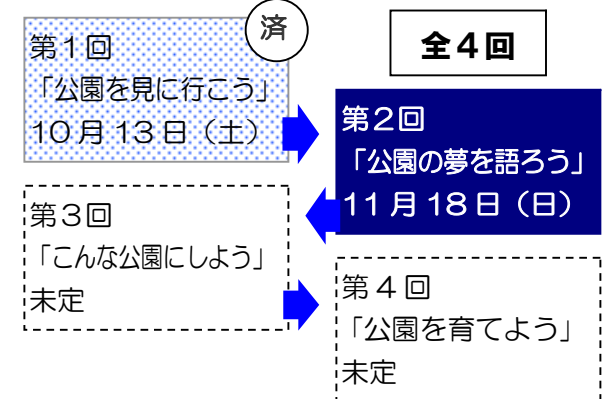 済
全４回
第１回
「公園を見に行こう」
10月13日（土）
第２回
「公園の夢を語ろう」
11月18日（日）
第３回
「こんな公園にしよう」
未定
第４回
「公園を育てよう」
未定